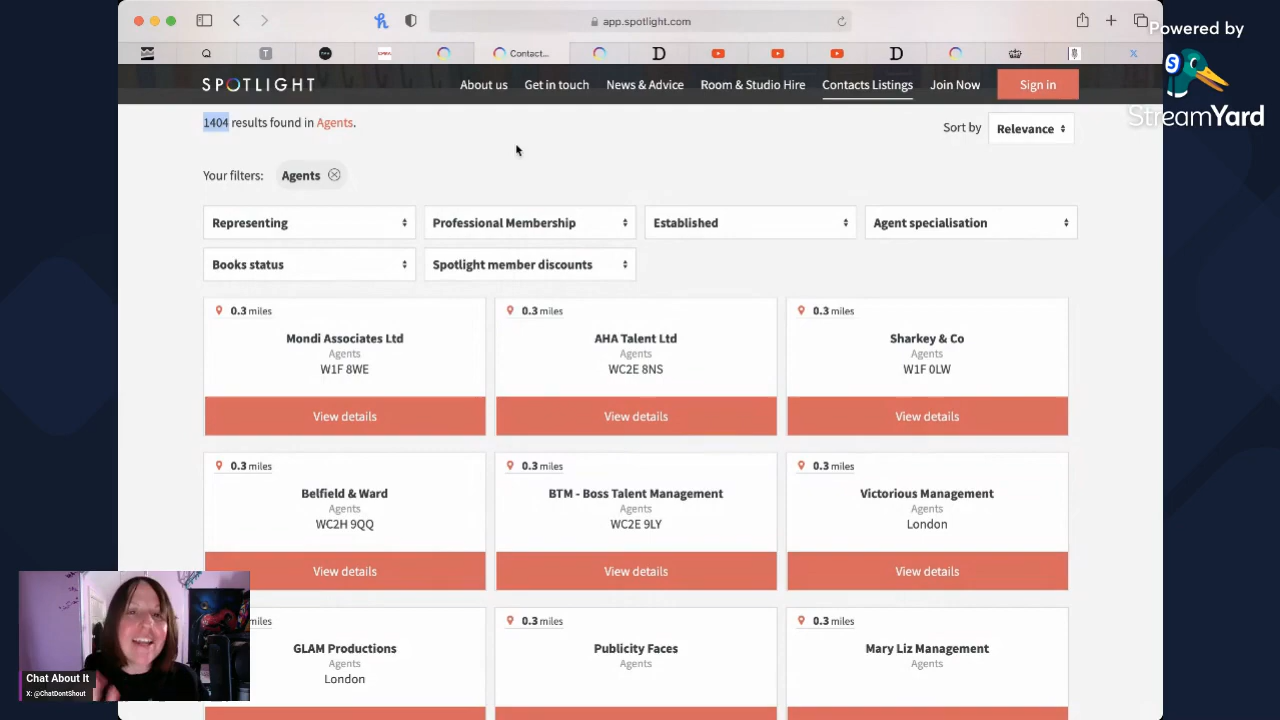 app.spotlight.com
Powered by
StreamYard
Contact...
SPOTLIGHT
About us
Get in touch
News & Advice
Room & Studio Hire
Contacts Listings
Join Now
Sign in
1404 results found in Agents.
Sort by
Relevance
Your filters:
Agents
Representing
Professional Membership
Established
Agent specialisation
Books status
Spotlight member discounts
0.3 miles
Mondi Associates Ltd
Agents
W1F 8WE
View details
0.3 miles
AHA Talent Ltd
Agents
WC2E 8NS
View details
0.3 miles
Sharkey & Co
Agents
W1F 0LW
View details
0.3 miles
Belfield & Ward
Agents
WC2H 9QQ
View details
0.3 miles
BTM - Boss Talent Management
Agents
WC2E 9LY
View details
0.3 miles
Victorious Management
Agents
London
View details
miles
GLAM Productions
Agents
London
0.3 miles
Publicity Faces
Agents
0.3 miles
Mary Liz Management
Agents
Chat About It
X: @ChatDontShout